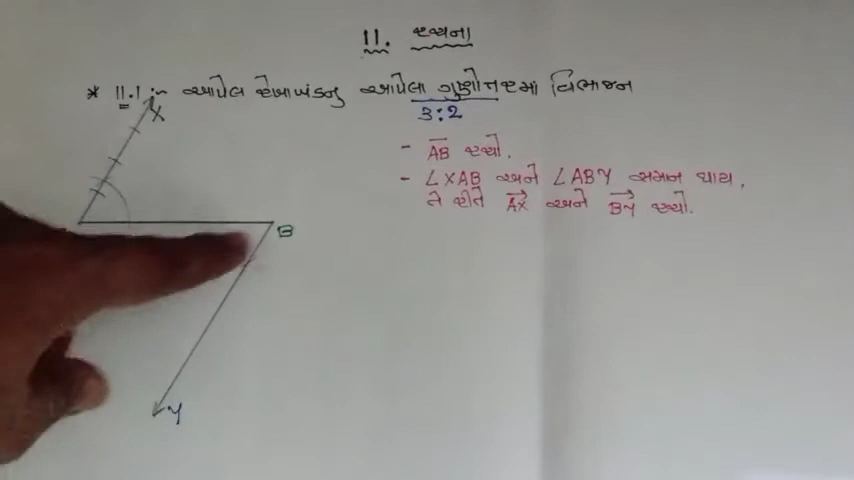 11. રચના
* 11.1 :- આપેલ રેખાખંડનુ આપેલા ગુણોત્તરમાં વિભાજન
3:2
- AB રચો.
- ∠XAB અને ∠ABY સમાન થાય,
તે રીતે AX અને BY રચો.
X
B
Y